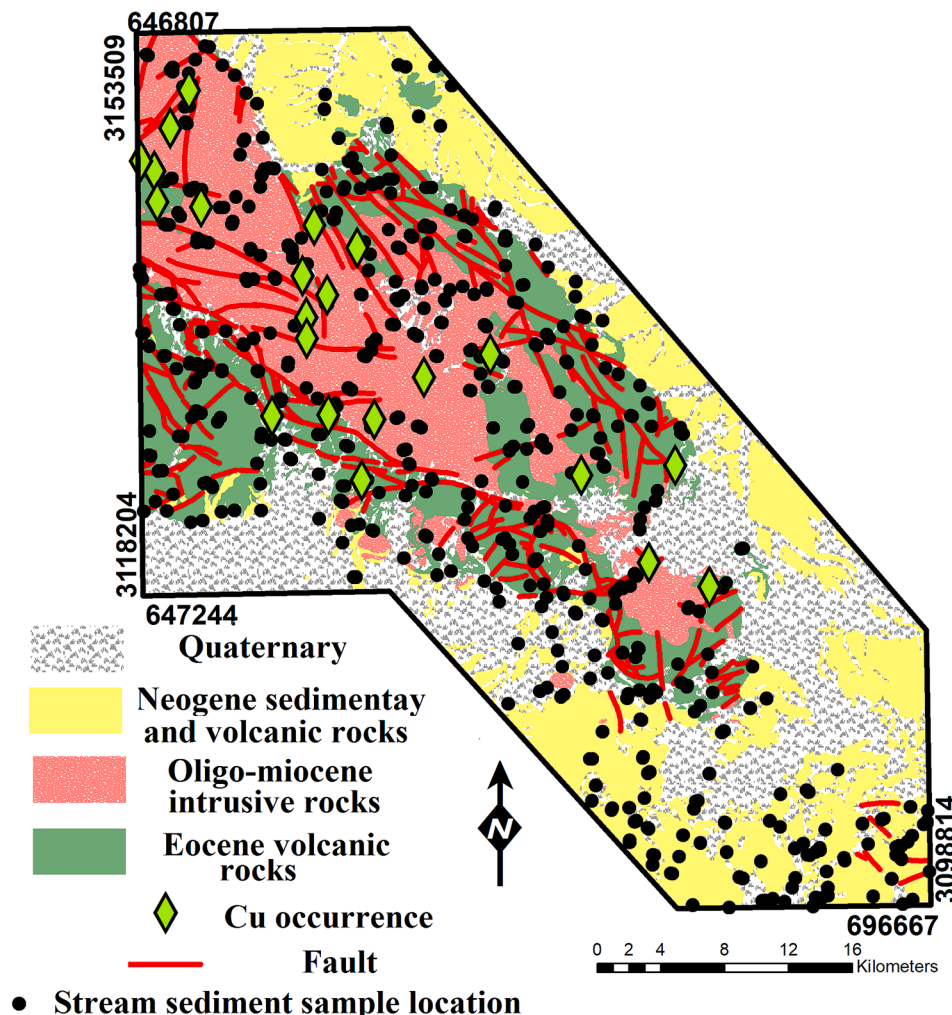 646807
3153509
3118204
647244
Quaternary
Neogene sedimentay
and volcanic rocks
Oligo-miocene
intrusive rocks
Eocene volcanic
rocks
Cu occurrence
Fault
Stream sediment sample location
N
3098814
696667
0 2 4 8 12 16
Kilometers